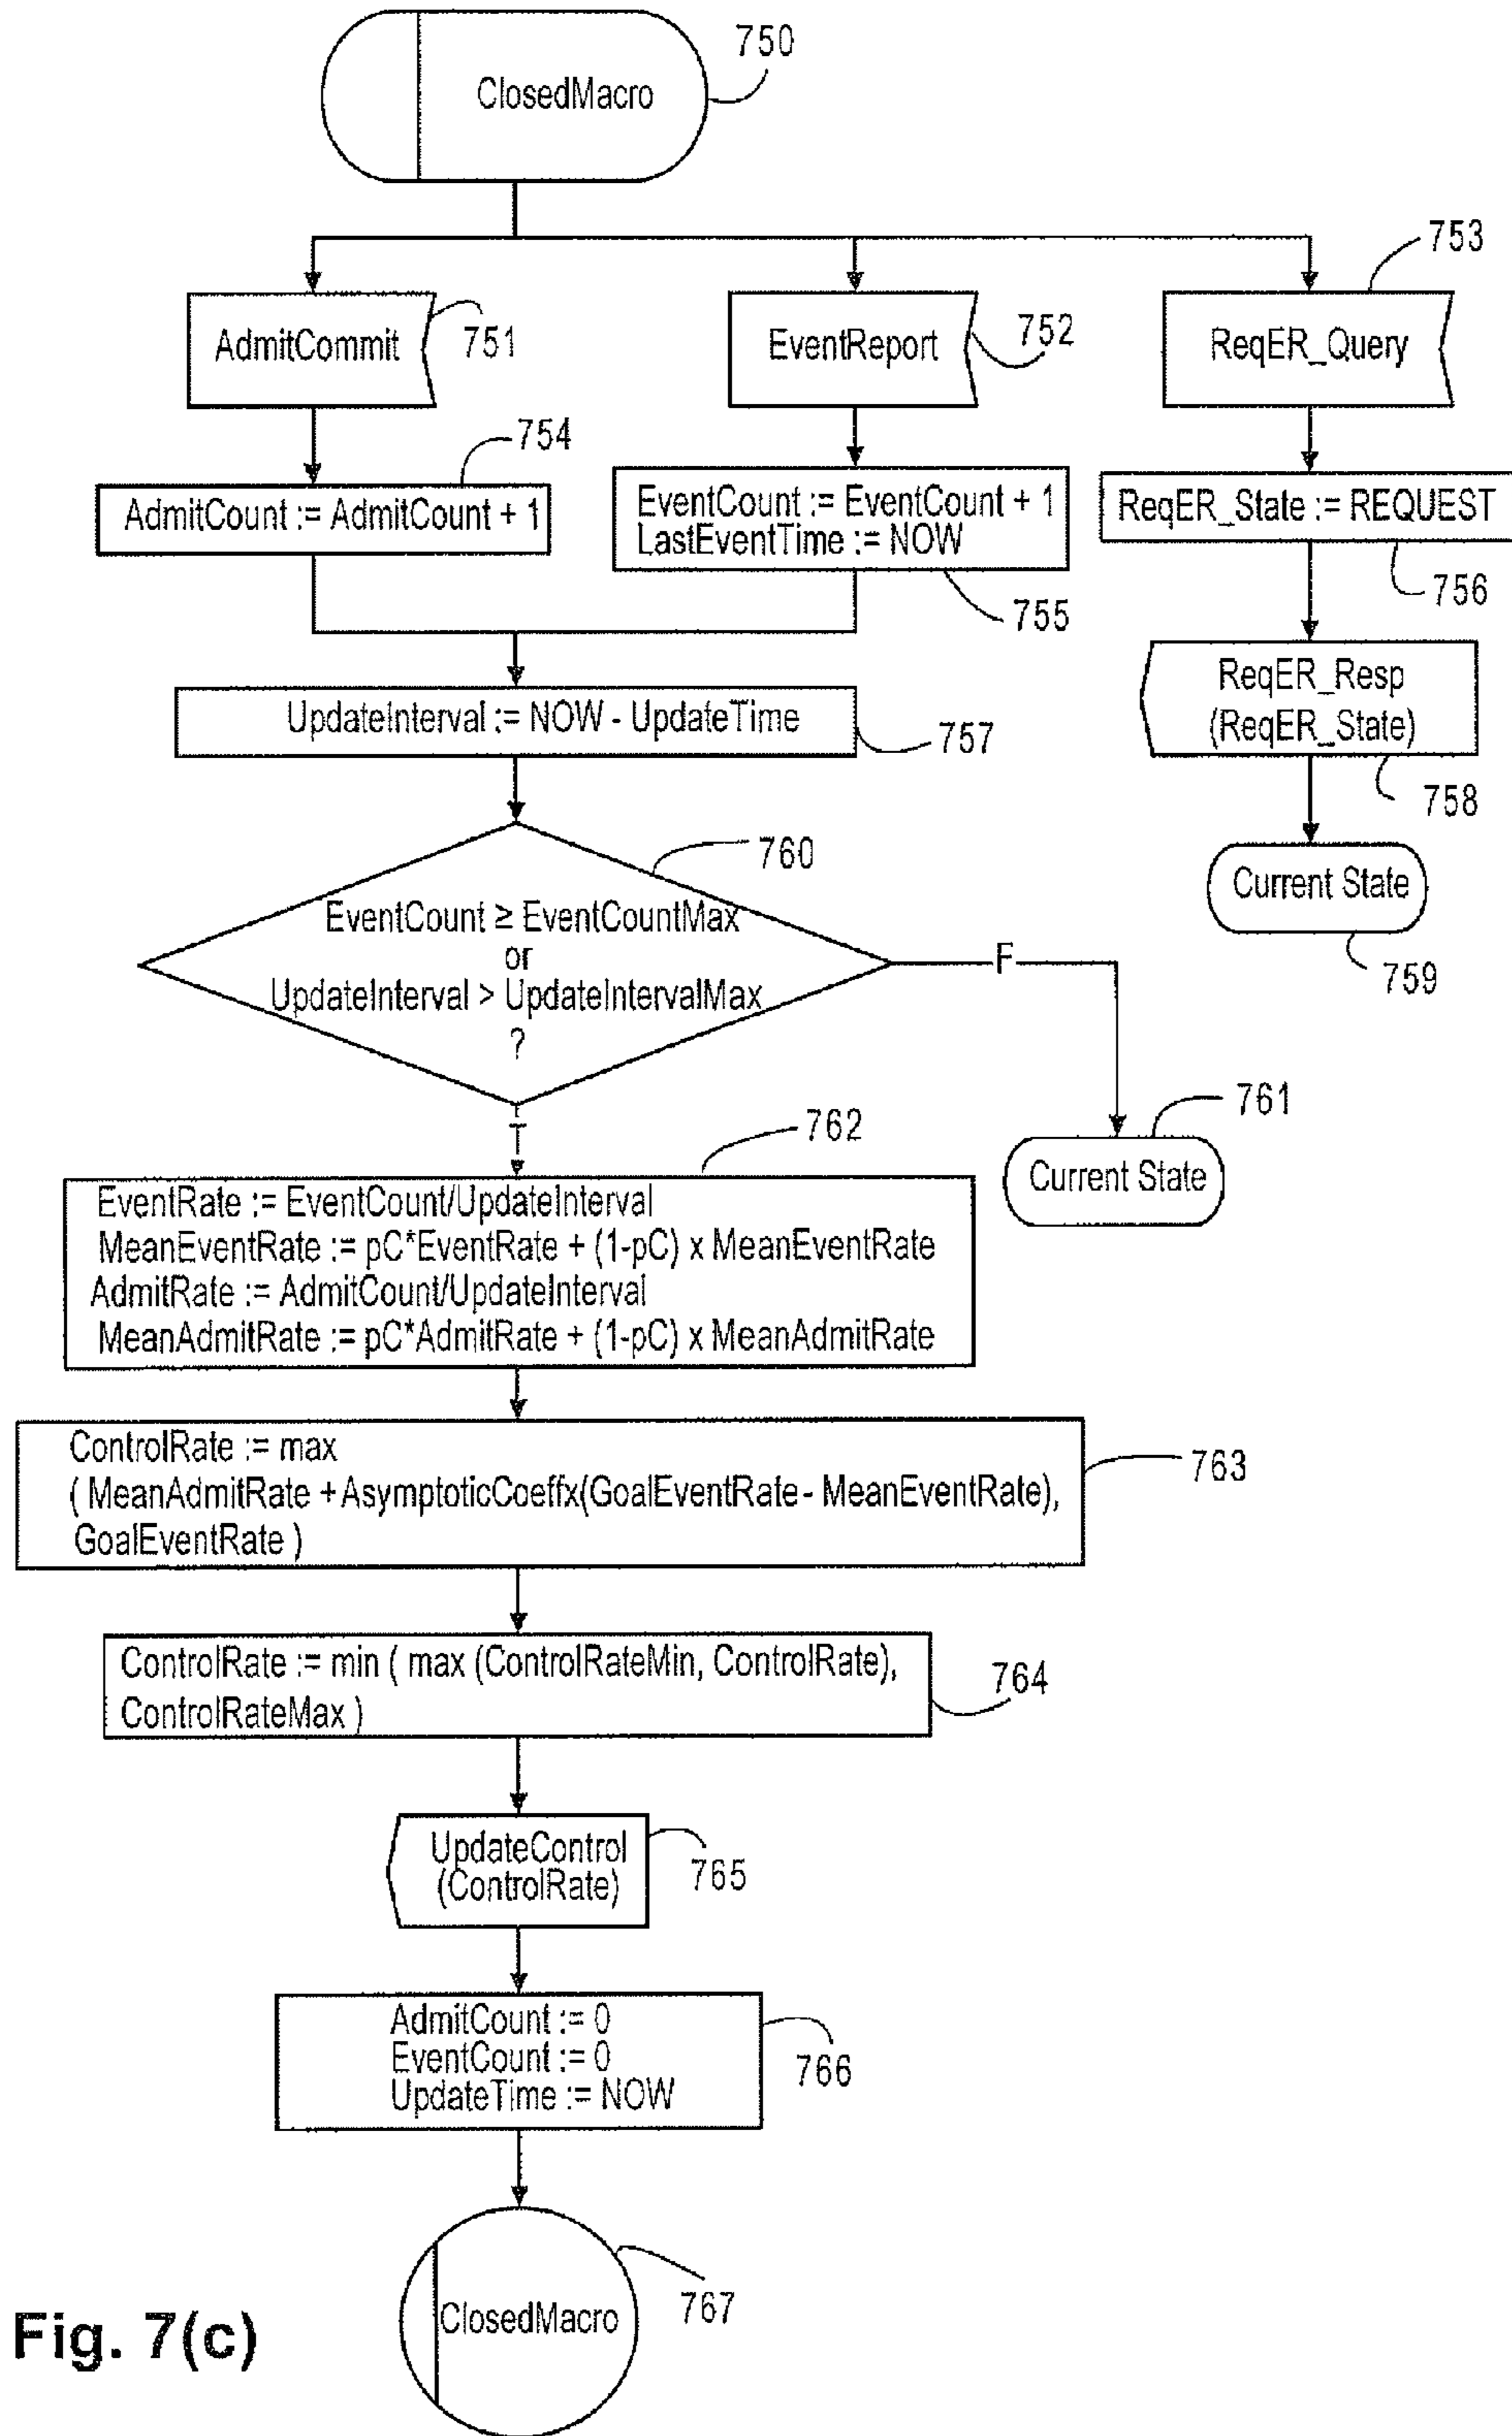 750
ClosedMacro
753
AdmitCommit
751
EventReport
752
ReqER_Query
754
AdmitCount := AdmitCount + 1
EventCount := EventCount + 1
LastEventTime := NOW
755
ReqER_State := REQUEST
756
UpdateInterval := NOW - UpdateTime
757
ReqER_Resp
(ReqER_State)
758
Current State
759
760
EventCount ≥ EventCountMax
or
UpdateInterval > UpdateIntervalMax
?
F
T
761
Current State
762
EventRate := EventCount/UpdateInterval
MeanEventRate := pC*EventRate + (1-pC) x MeanEventRate
AdmitRate := AdmitCount/UpdateInterval
MeanAdmitRate := pC*AdmitRate + (1-pC) x MeanAdmitRate
ControlRate := max
( MeanAdmitRate + AsymptoticCoeffx(GoalEventRate - MeanEventRate),
GoalEventRate )
763
ControlRate := min ( max (ControlRateMin, ControlRate),
ControlRateMax )
764
UpdateControl
(ControlRate)
765
AdmitCount := 0
EventCount := 0
UpdateTime := NOW
766
ClosedMacro
767
Fig. 7(c)